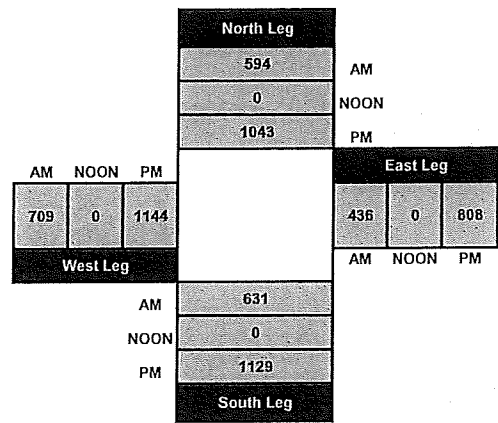 North Leg
594 AM
0 NOON
1043 PM
East Leg
AM NOON PM
709 0 1144
436 0 808
West Leg
AM NOON PM
AM 631
NOON 0
PM 1129
South Leg